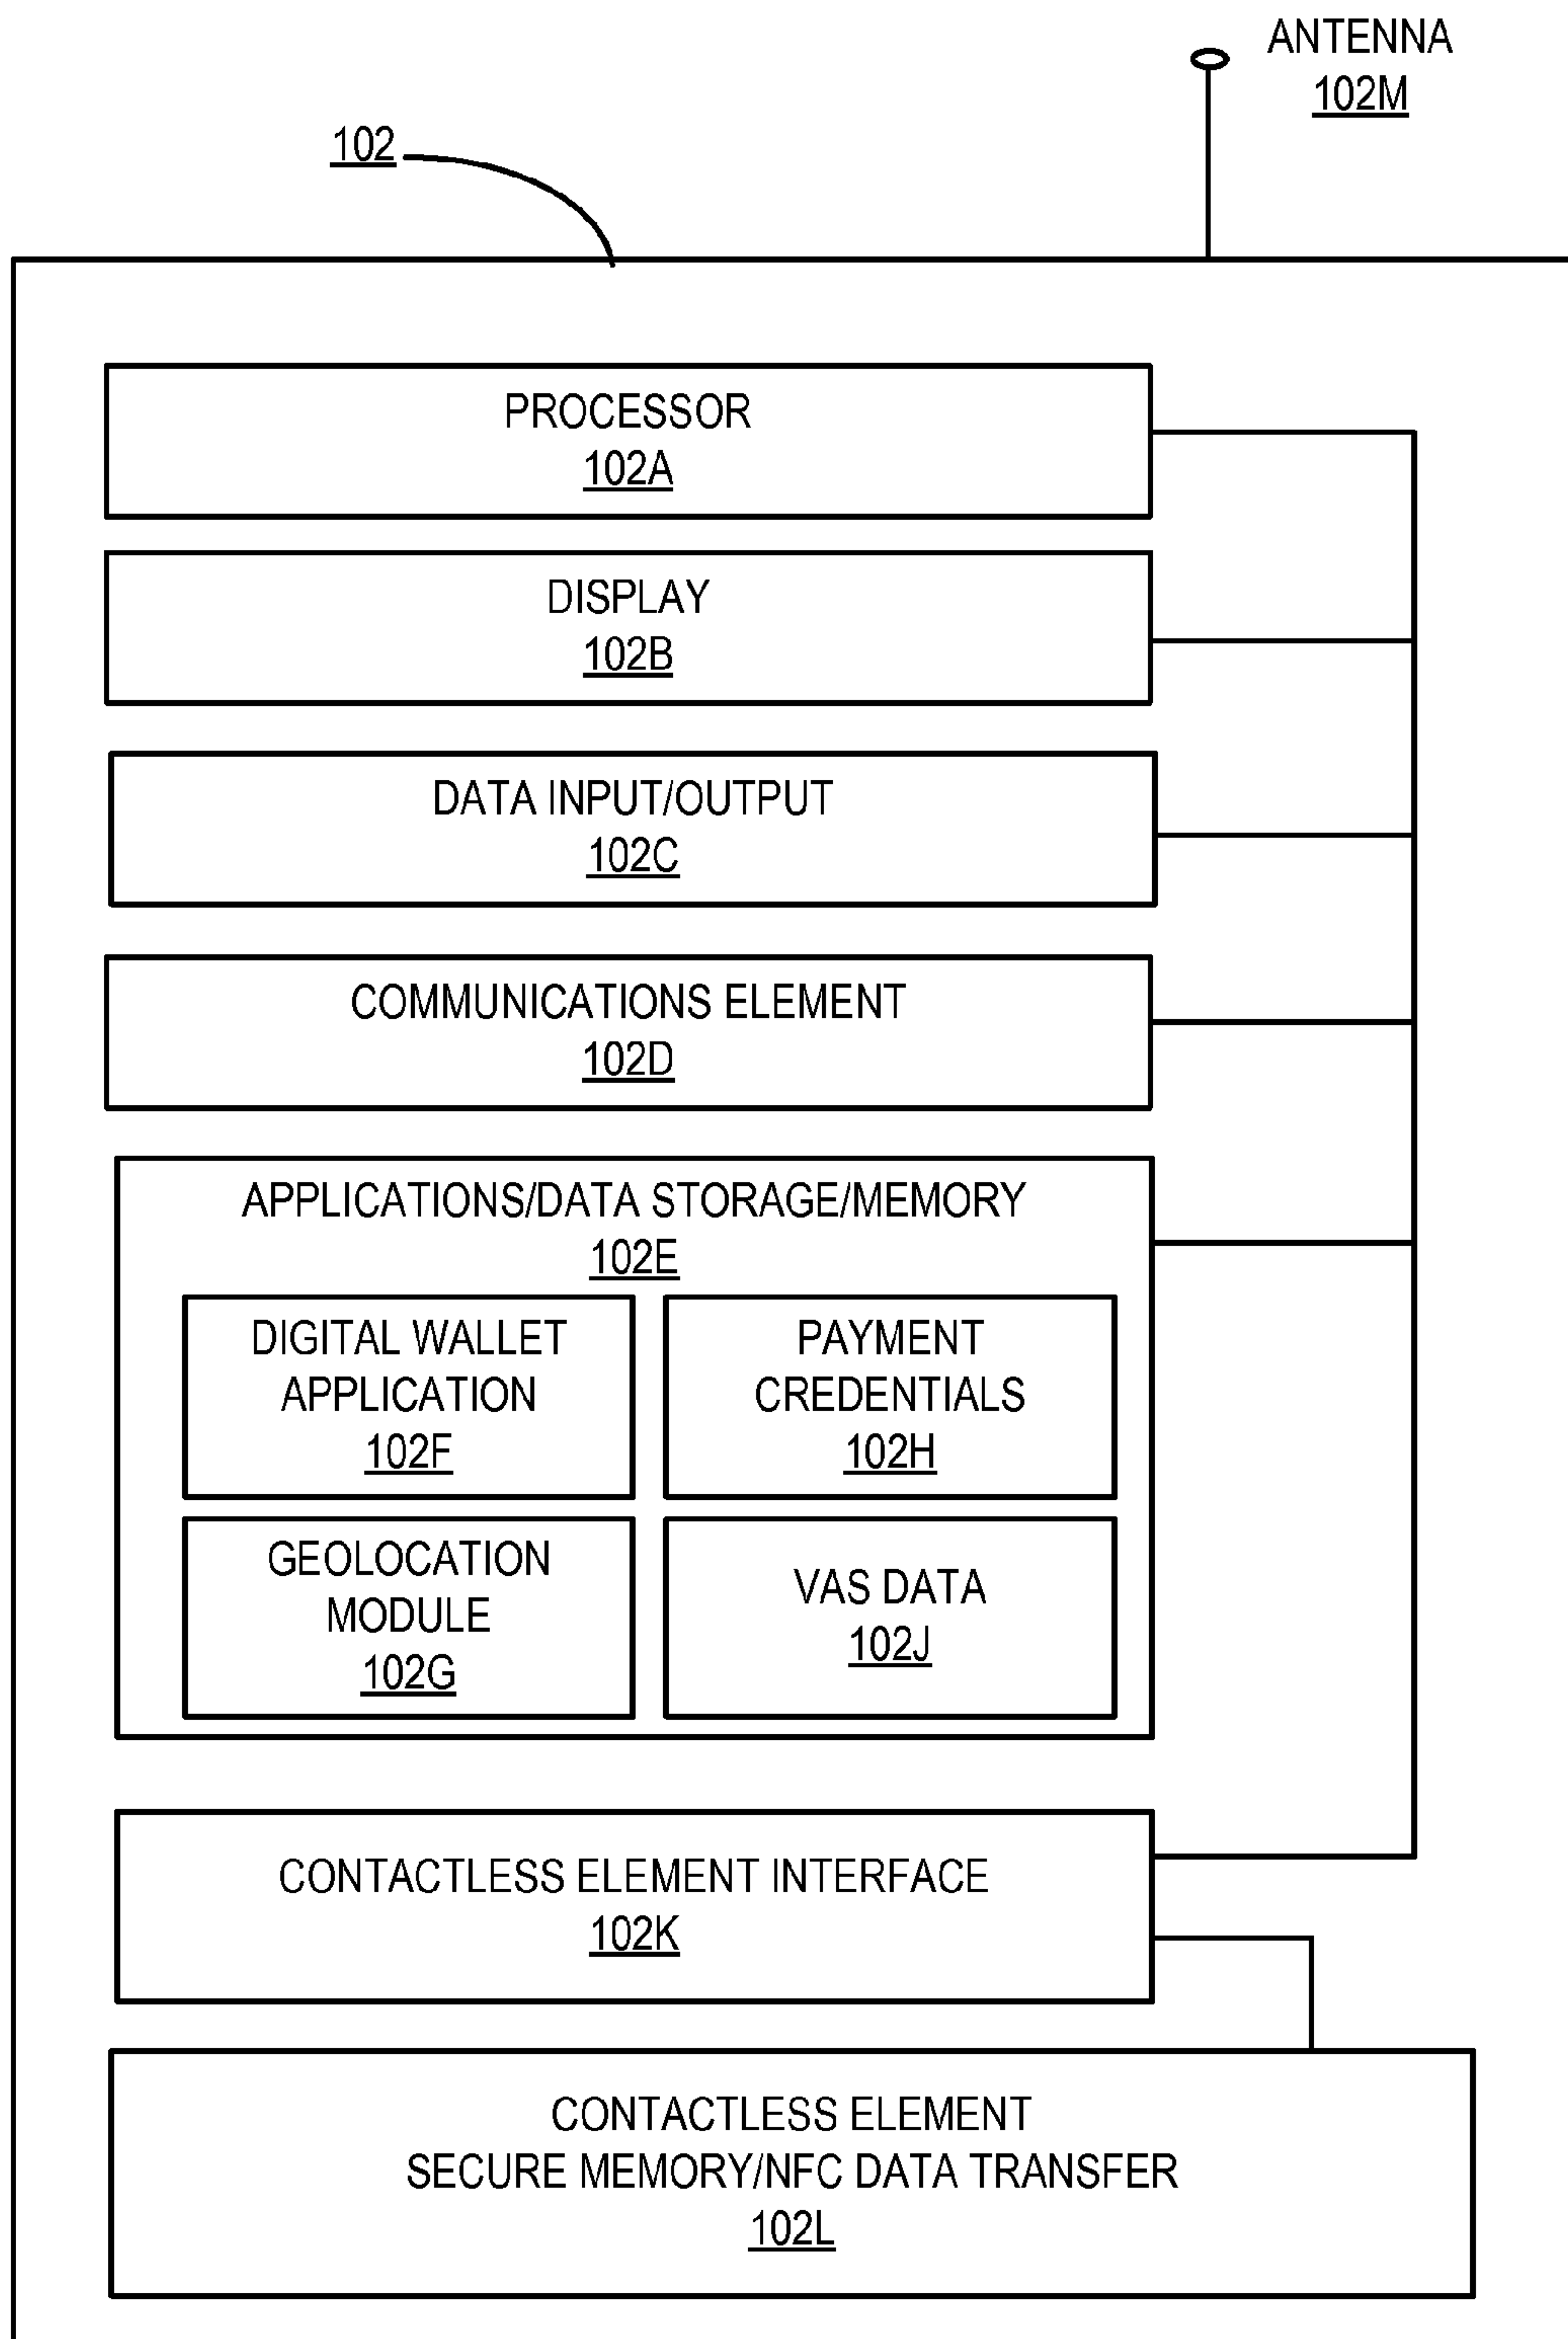 ANTENNA
102M
102
PROCESSOR
102A
DISPLAY
102B
DATA INPUT/OUTPUT
102C
COMMUNICATIONS ELEMENT
102D
APPLICATIONS/DATA STORAGE/MEMORY
102E
DIGITAL WALLET
APPLICATION
102F
PAYMENT
CREDENTIALS
102H
GEOLOCATION
MODULE
102G
VAS DATA
102J
CONTACTLESS ELEMENT INTERFACE
102K
CONTACTLESS ELEMENT
SECURE MEMORY/NFC DATA TRANSFER
102L